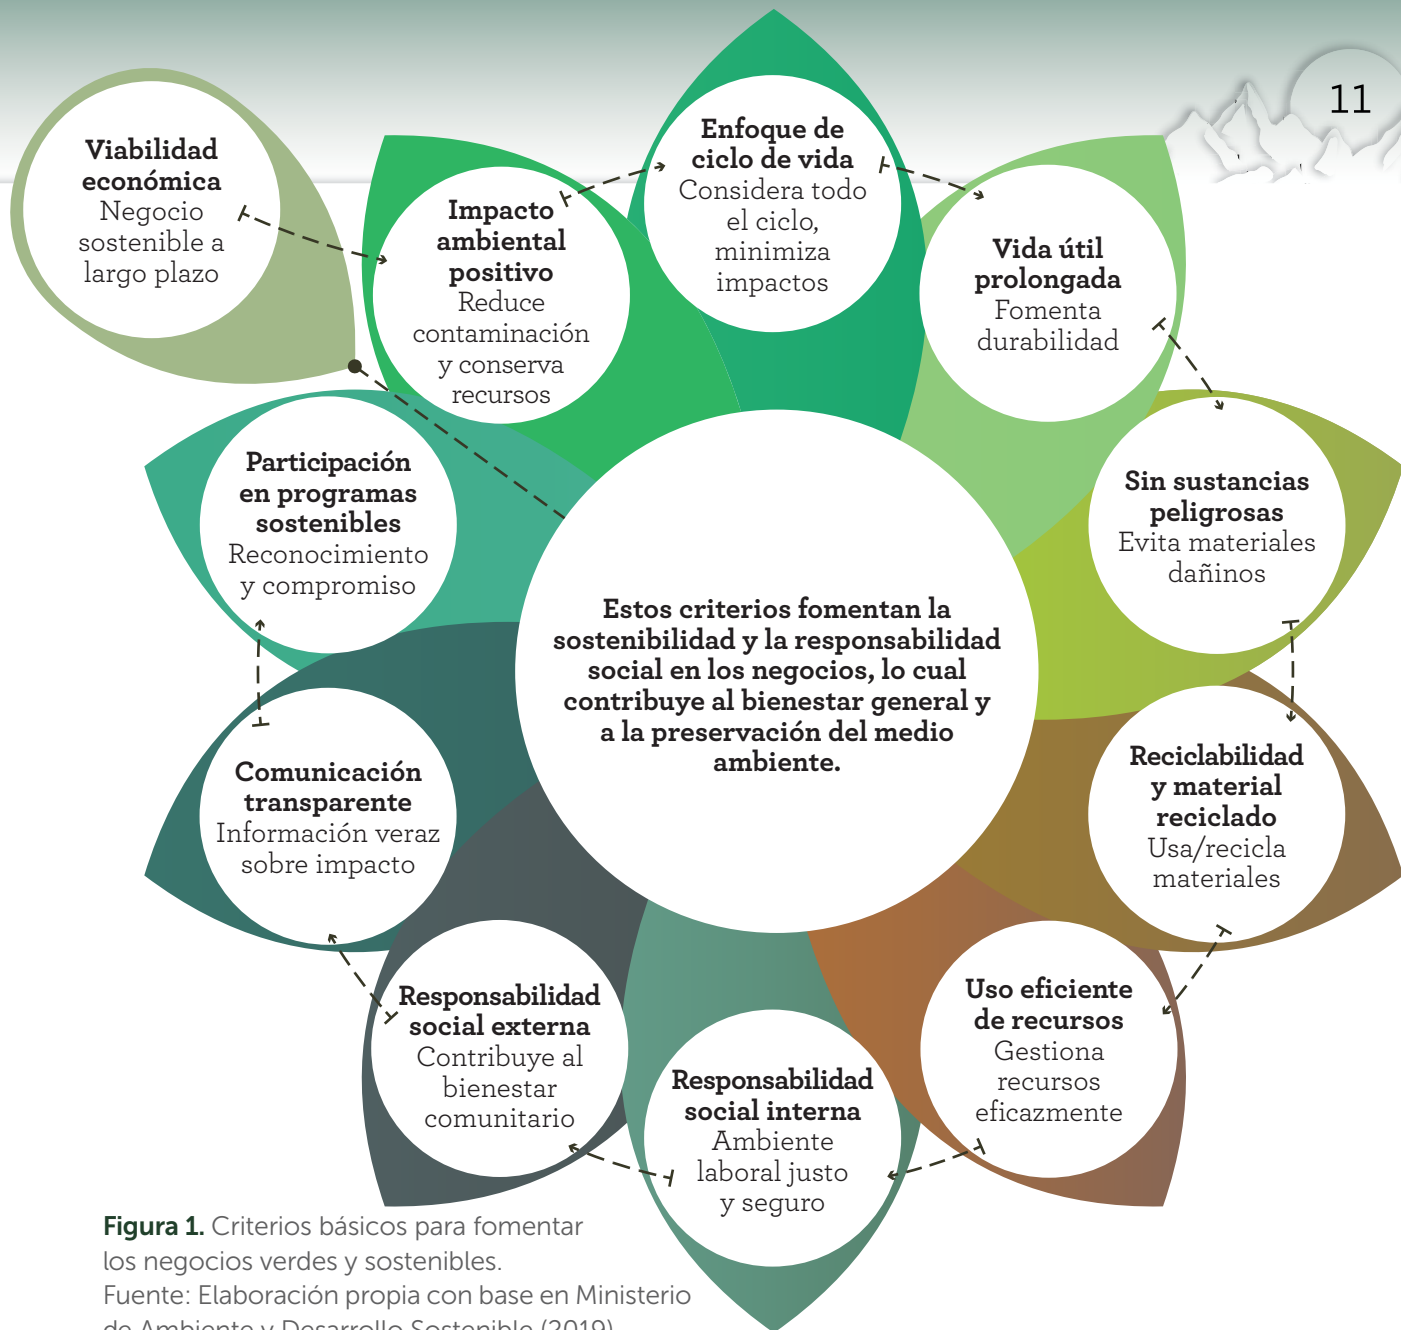 11
Viabilidad
económica
Negocio
sostenible a
largo plazo
Impacto
ambiental
positivo
Reduce
contaminación
y conserva
recursos
Enfoque de
ciclo de vida
Considera todo
el ciclo,
minimiza
impactos
Vida útil
prolongada
Fomenta
durabilidad
Sin sustancias
peligrosas
Evita materiales
dañinos
Reciclabilidad
y material
reciclado
Usa/recicla
materiales
Uso eficiente
de recursos
Gestiona
recursos
eficazmente
Responsabilidad
social interna
Ambiente
laboral justo
y seguro
Responsabilidad
social externa
Contribuye al
bienestar
comunitario
Comunicación
transparente
Información veraz
sobre impacto
Participación
en programas
sostenibles
Reconocimiento
y compromiso
Estos criterios fomentan la
sostenibilidad y la responsabilidad
social en los negocios, lo cual
contribuye al bienestar general y
a la preservación del medio
ambiente.
Figura 1. Criterios básicos para fomentar
los negocios verdes y sostenibles.
Fuente: Elaboración propia con base en Ministerio
de Ambiente y Desarrollo Sostenible (2019)